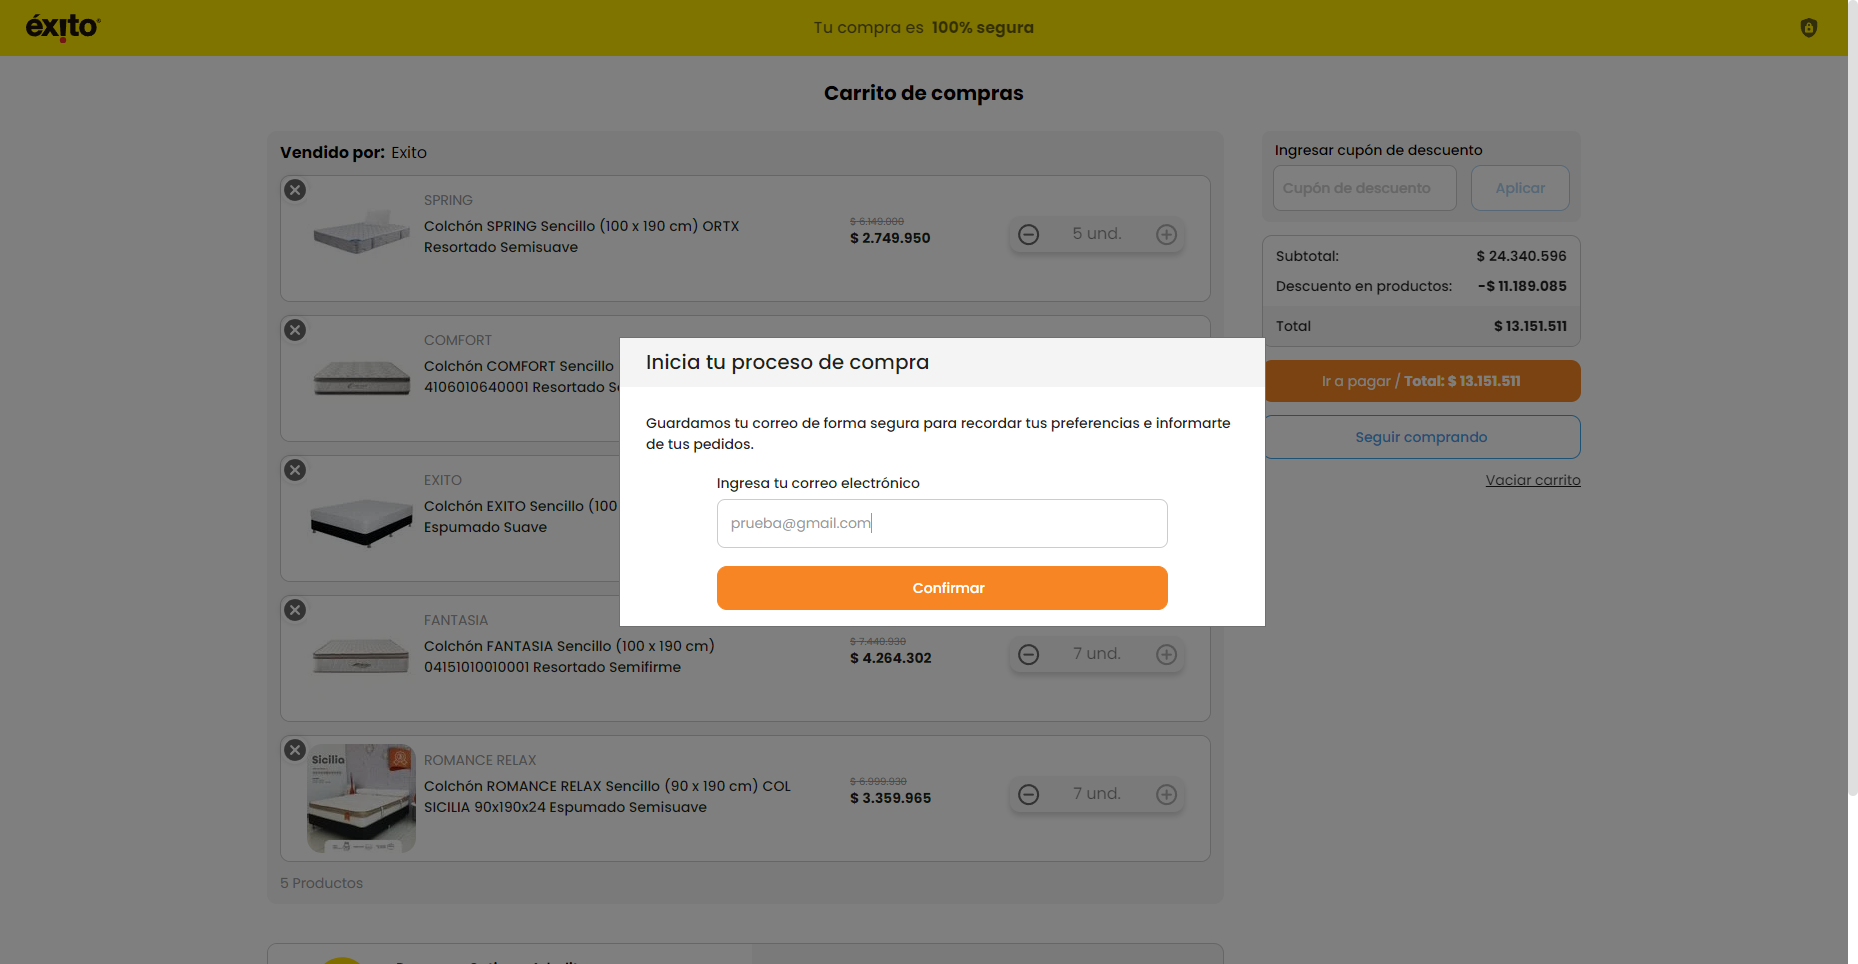 éxito
Tu compra es 100% segura
Carrito de compras
Vendido por: Exito
SPRING
Colchón SPRING Sencillo (100 x 190 cm) ORTX
Resortado Semisuave
$ 6.149.000
$ 2.749.950
5 und.
COMFORT
Colchón COMFORT Sencillo
4106010640001 Resortado
EXITO
Colchón EXITO Sencillo (100
Espumado Suave
FANTASIA
Colchón FANTASIA Sencillo (100 x 190 cm)
04151010010001 Resortado Semifirme
$ 7.440.930
$ 4.264.302
7 und.
Sicilia
ROMANCE RELAX
Colchón ROMANCE RELAX Sencillo (90 x 190 cm) COL
SICILIA 90x190x24 Espumado Semisuave
$ 6.999.930
$ 3.359.965
7 und.
5 Productos
Ingresar cupón de descuento
Cupón de descuento
Aplicar
Subtotal: $ 24.340.596
Descuento en productos: -$ 11.189.085
Total $ 13.151.511
Ir a pagar / Total: $ 13.151.511
Seguir comprando
Vaciar carrito
Inicia tu proceso de compra
Guardamos tu correo de forma segura para recordar tus preferencias e informarte
de tus pedidos.
Ingresa tu correo electrónico
prueba@gmail.com
Confirmar